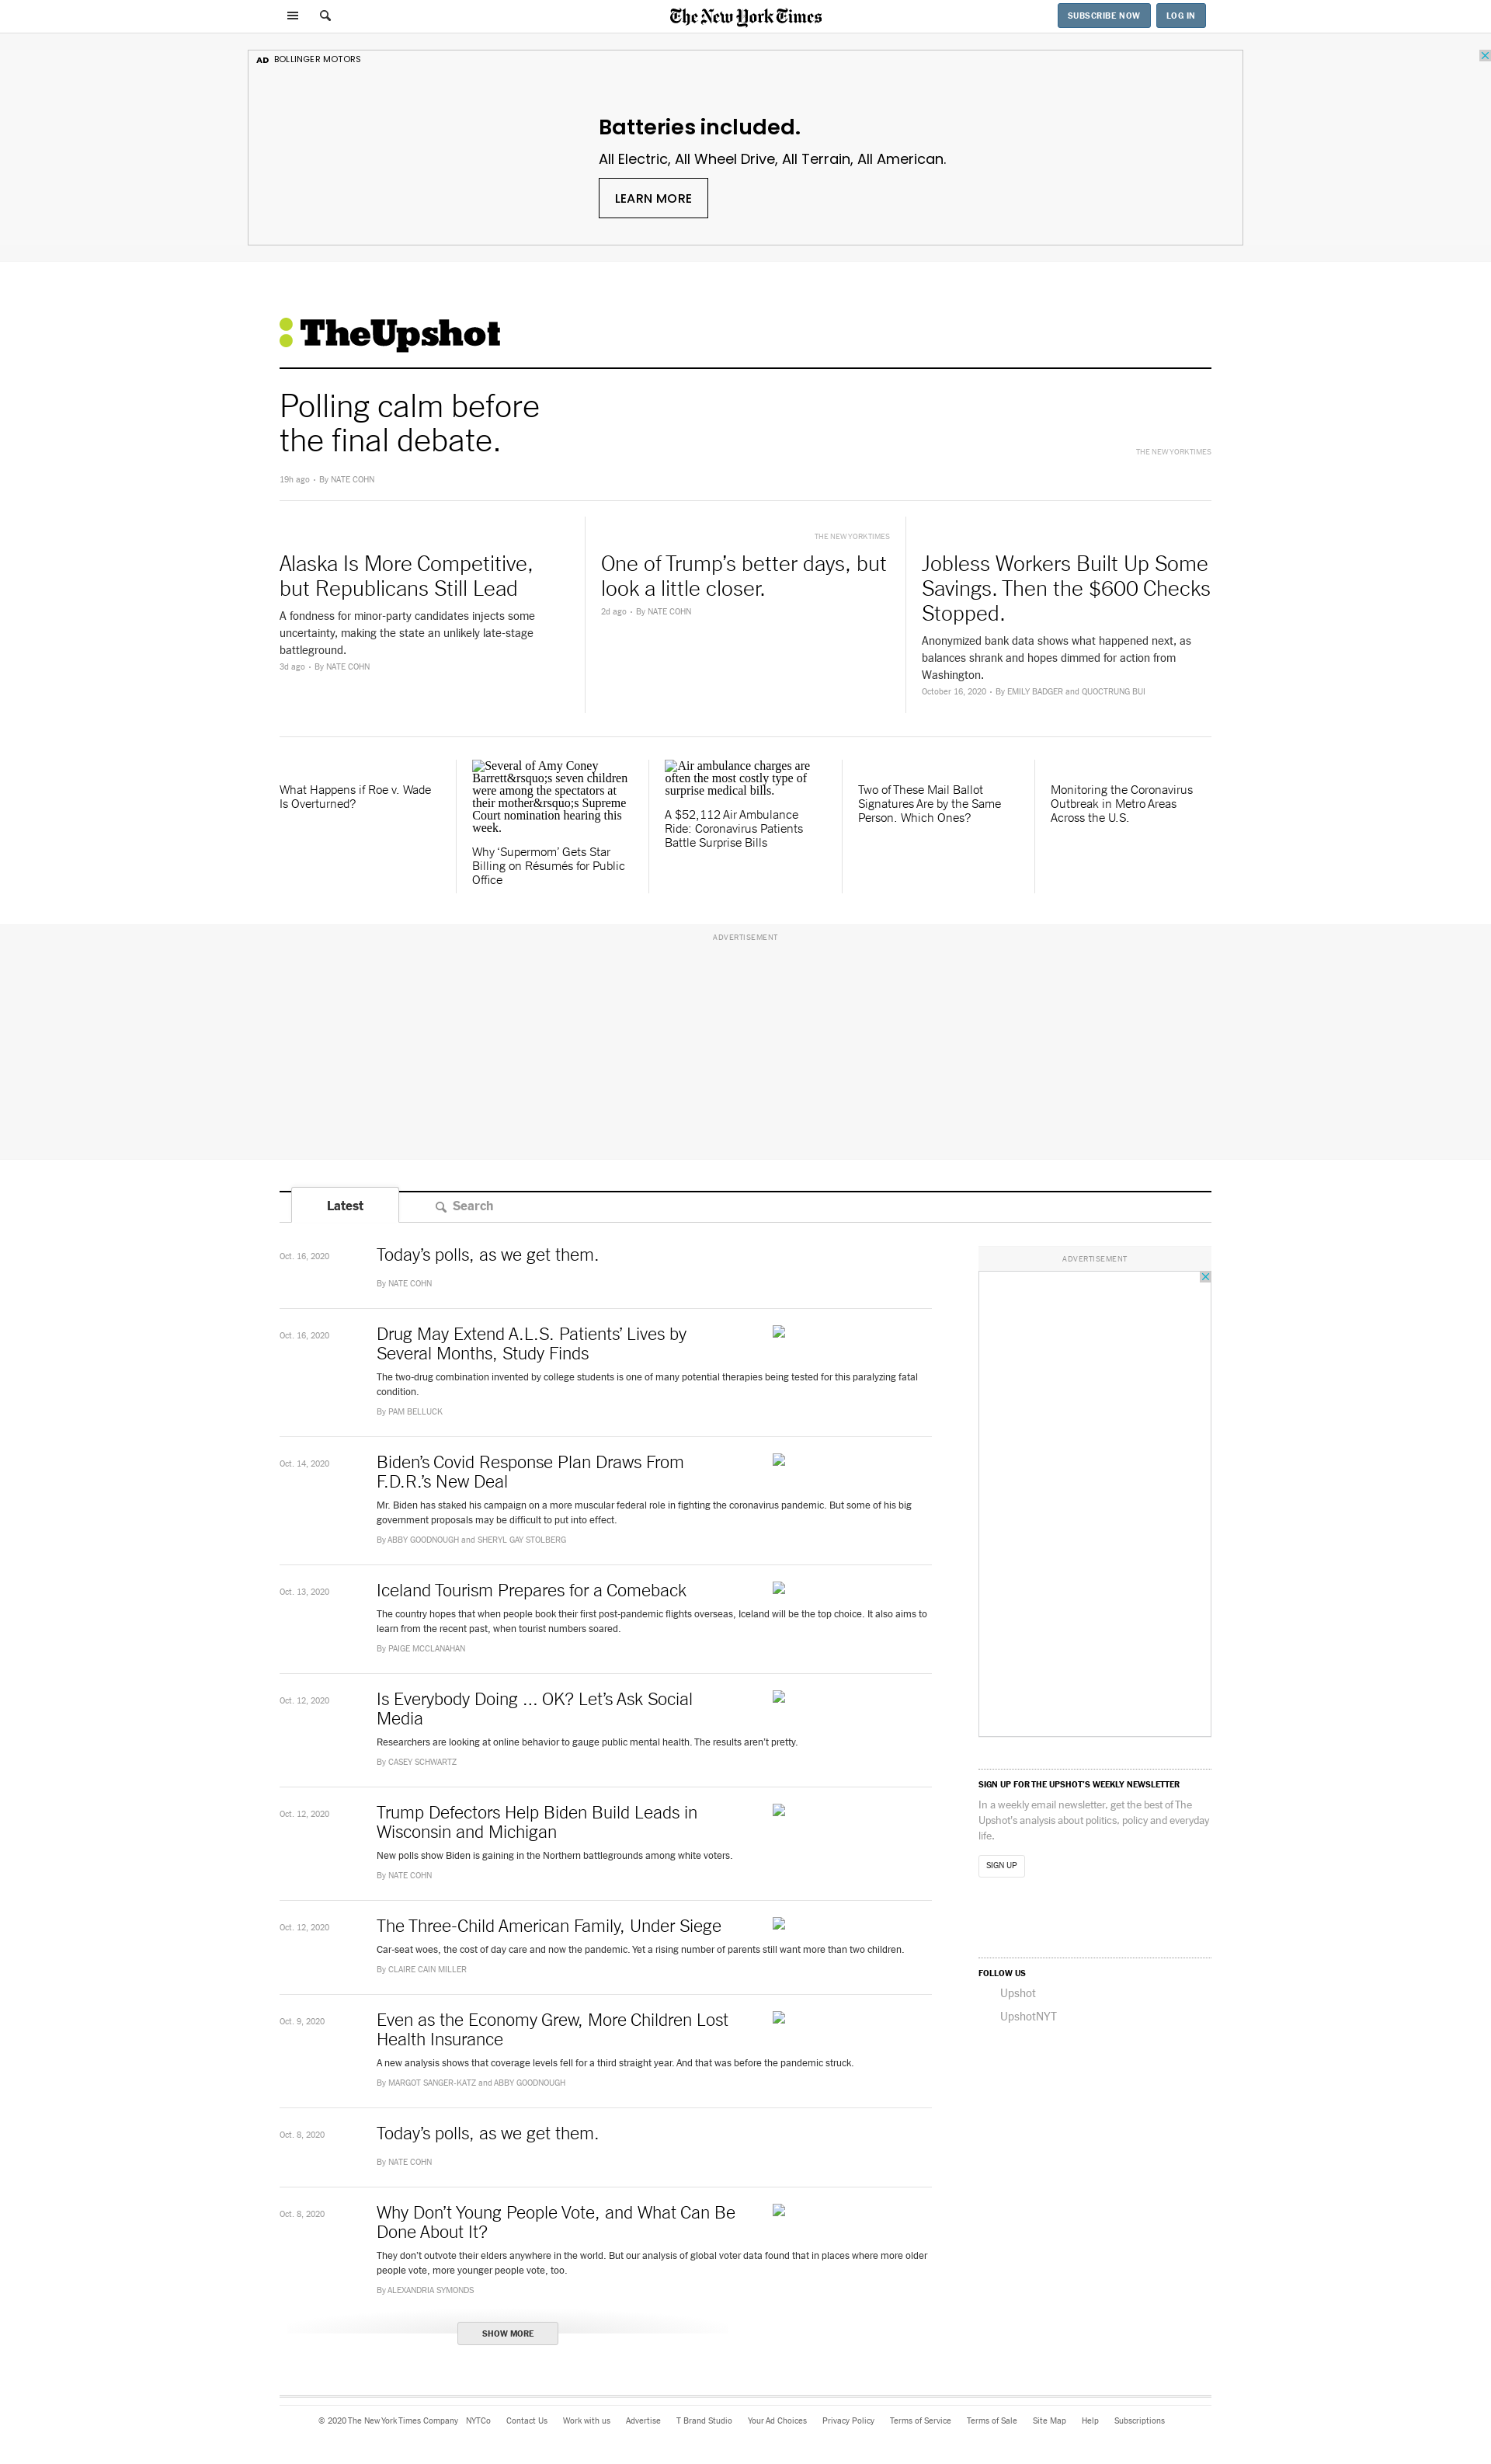 The New York Times
SUBSCRIBE NOW
LOG IN
AD BOLLINGER MOTORS
Batteries included.
All Electric, All Wheel Drive, All Terrain, All American.
LEARN MORE
TheUpshot
Polling calm before
the final debate.
THE NEW YORK TIMES
19h ago • By NATE COHN
Alaska Is More Competitive,
but Republicans Still Lead
A fondness for minor-party candidates injects some
uncertainty, making the state an unlikely late-stage
battleground.
3d ago • By NATE COHN
THE NEW YORK TIMES
One of Trump’s better days, but
look a little closer.
2d ago • By NATE COHN
Jobless Workers Built Up Some
Savings. Then the $600 Checks
Stopped.
Anonymized bank data shows what happened next, as
balances shrank and hopes dimmed for action from
Washington.
October 16, 2020 • By EMILY BADGER and QUOCTRUNG BUI
What Happens if Roe v. Wade
Is Overturned?
Several of Amy Coney
Barrett&rsquo;s seven children
were among the spectators at
their mother&rsquo;s Supreme
Court nomination hearing this
week.
Why ‘Supermom’ Gets Star
Billing on Résumés for Public
Office
Air ambulance charges are
often the most costly type of
surprise medical bills.
A $52,112 Air Ambulance
Ride: Coronavirus Patients
Battle Surprise Bills
Two of These Mail Ballot
Signatures Are by the Same
Person. Which Ones?
Monitoring the Coronavirus
Outbreak in Metro Areas
Across the U.S.
ADVERTISEMENT
Latest
Search
Oct. 16, 2020
Today’s polls, as we get them.
By NATE COHN
Oct. 16, 2020
Drug May Extend A.L.S. Patients’ Lives by
Several Months, Study Finds
The two-drug combination invented by college students is one of many potential therapies being tested for this paralyzing fatal
condition.
By PAM BELLUCK
Oct. 14, 2020
Biden’s Covid Response Plan Draws From
F.D.R.’s New Deal
Mr. Biden has staked his campaign on a more muscular federal role in fighting the coronavirus pandemic. But some of his big
government proposals may be difficult to put into effect.
By ABBY GOODNOUGH and SHERYL GAY STOLBERG
Oct. 13, 2020
Iceland Tourism Prepares for a Comeback
The country hopes that when people book their first post-pandemic flights overseas, Iceland will be the top choice. It also aims to
learn from the recent past, when tourist numbers soared.
By PAIGE MCCLANAHAN
Oct. 12, 2020
Is Everybody Doing ... OK? Let’s Ask Social
Media
Researchers are looking at online behavior to gauge public mental health. The results aren’t pretty.
By CASEY SCHWARTZ
Oct. 12, 2020
Trump Defectors Help Biden Build Leads in
Wisconsin and Michigan
New polls show Biden is gaining in the Northern battlegrounds among white voters.
By NATE COHN
Oct. 12, 2020
The Three-Child American Family, Under Siege
Car-seat woes, the cost of day care and now the pandemic. Yet a rising number of parents still want more than two children.
By CLAIRE CAIN MILLER
Oct. 9, 2020
Even as the Economy Grew, More Children Lost
Health Insurance
A new analysis shows that coverage levels fell for a third straight year. And that was before the pandemic struck.
By MARGOT SANGER-KATZ and ABBY GOODNOUGH
Oct. 8, 2020
Today’s polls, as we get them.
By NATE COHN
Oct. 8, 2020
Why Don’t Young People Vote, and What Can Be
Done About It?
They don’t outvote their elders anywhere in the world. But our analysis of global voter data found that in places where more older
people vote, more younger people vote, too.
By ALEXANDRIA SYMONDS
SHOW MORE
ADVERTISEMENT
SIGN UP FOR THE UPSHOT’S WEEKLY NEWSLETTER
In a weekly email newsletter, get the best of The
Upshot’s analysis about politics, policy and everyday
life.
SIGN UP
FOLLOW US
Upshot
UpshotNYT
© 2020 The New York Times Company NYTCo Contact Us Work with us Advertise T Brand Studio Your Ad Choices Privacy Policy Terms of Service Terms of Sale Site Map Help Subscriptions